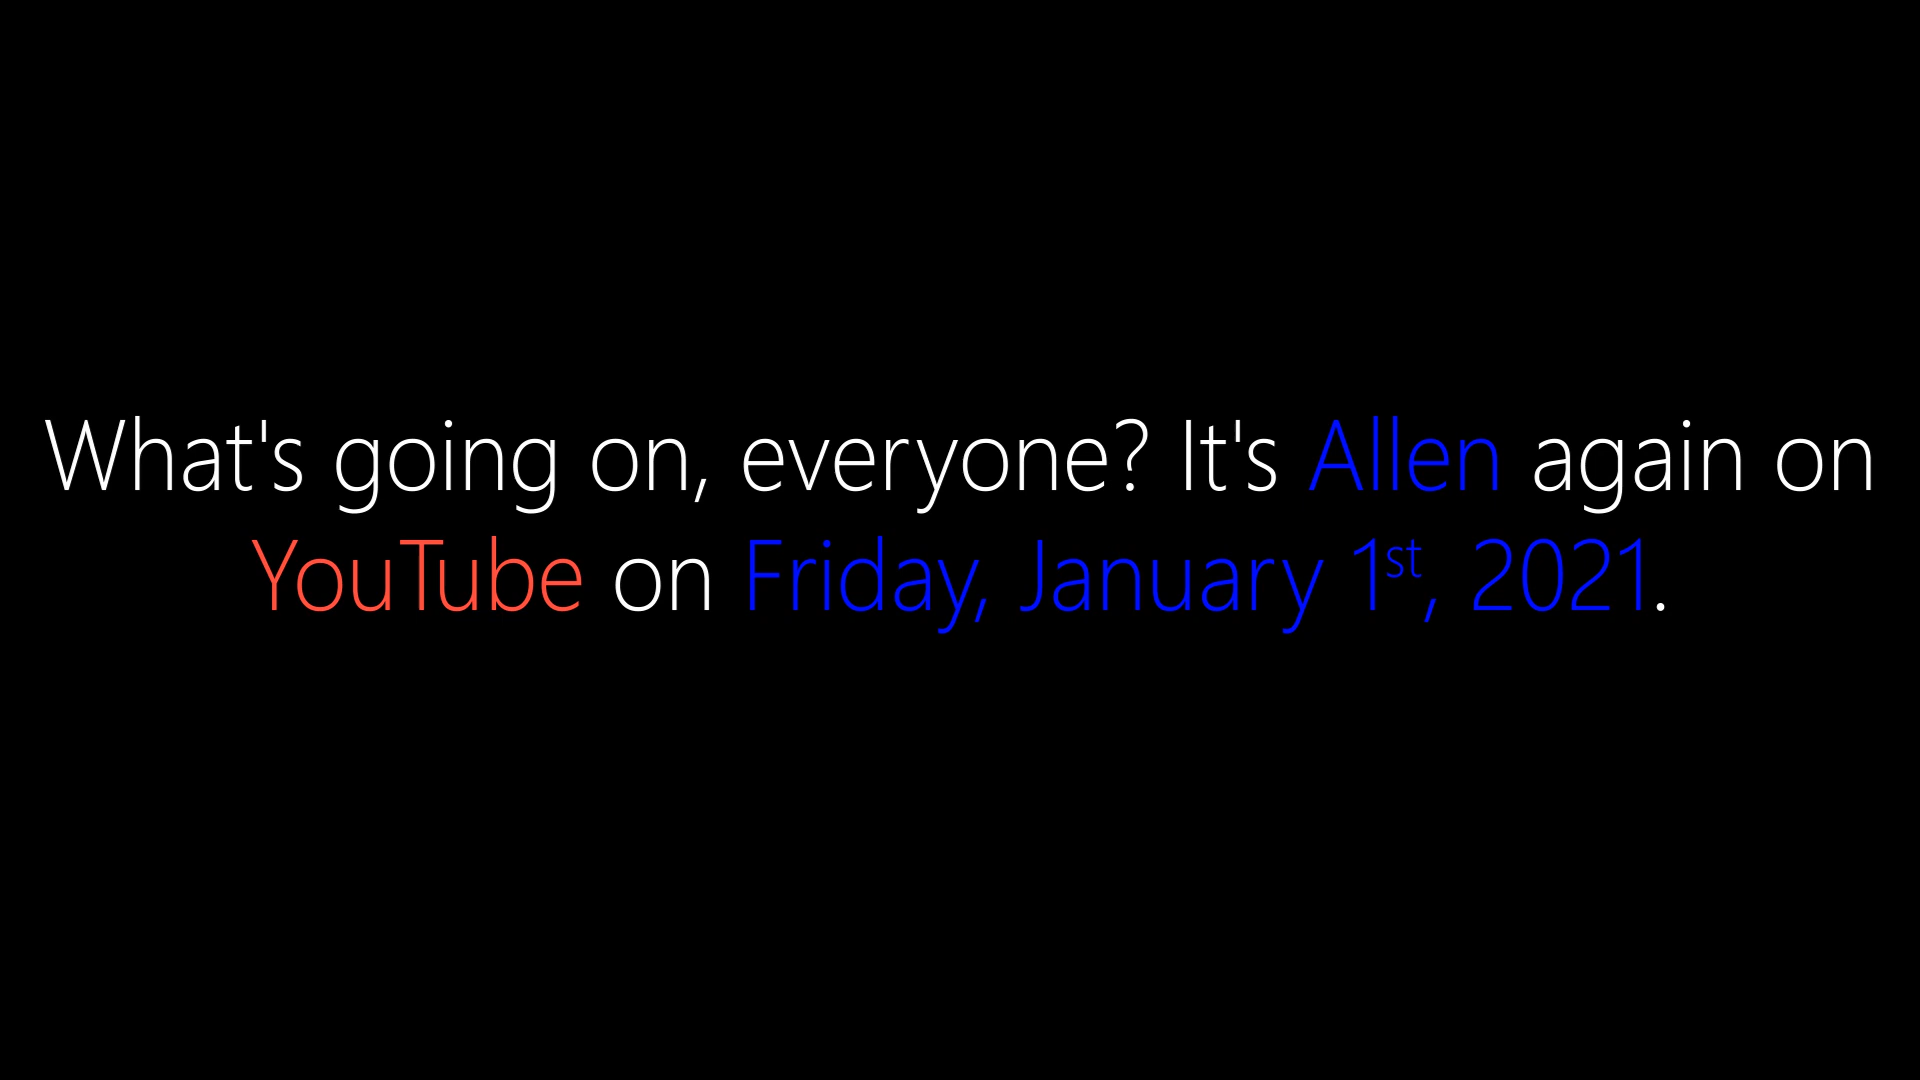 What's going on, everyone? It's Allen again on
YouTube on Friday, January 1st, 2021.